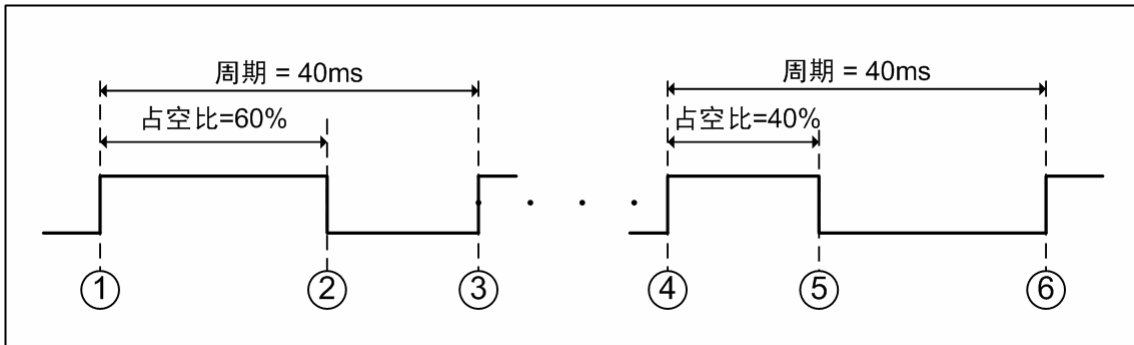 周期 = 40ms
周期 = 40ms
占空比=60%
占空比=40%
① ② ③ ④ ⑤ ⑥